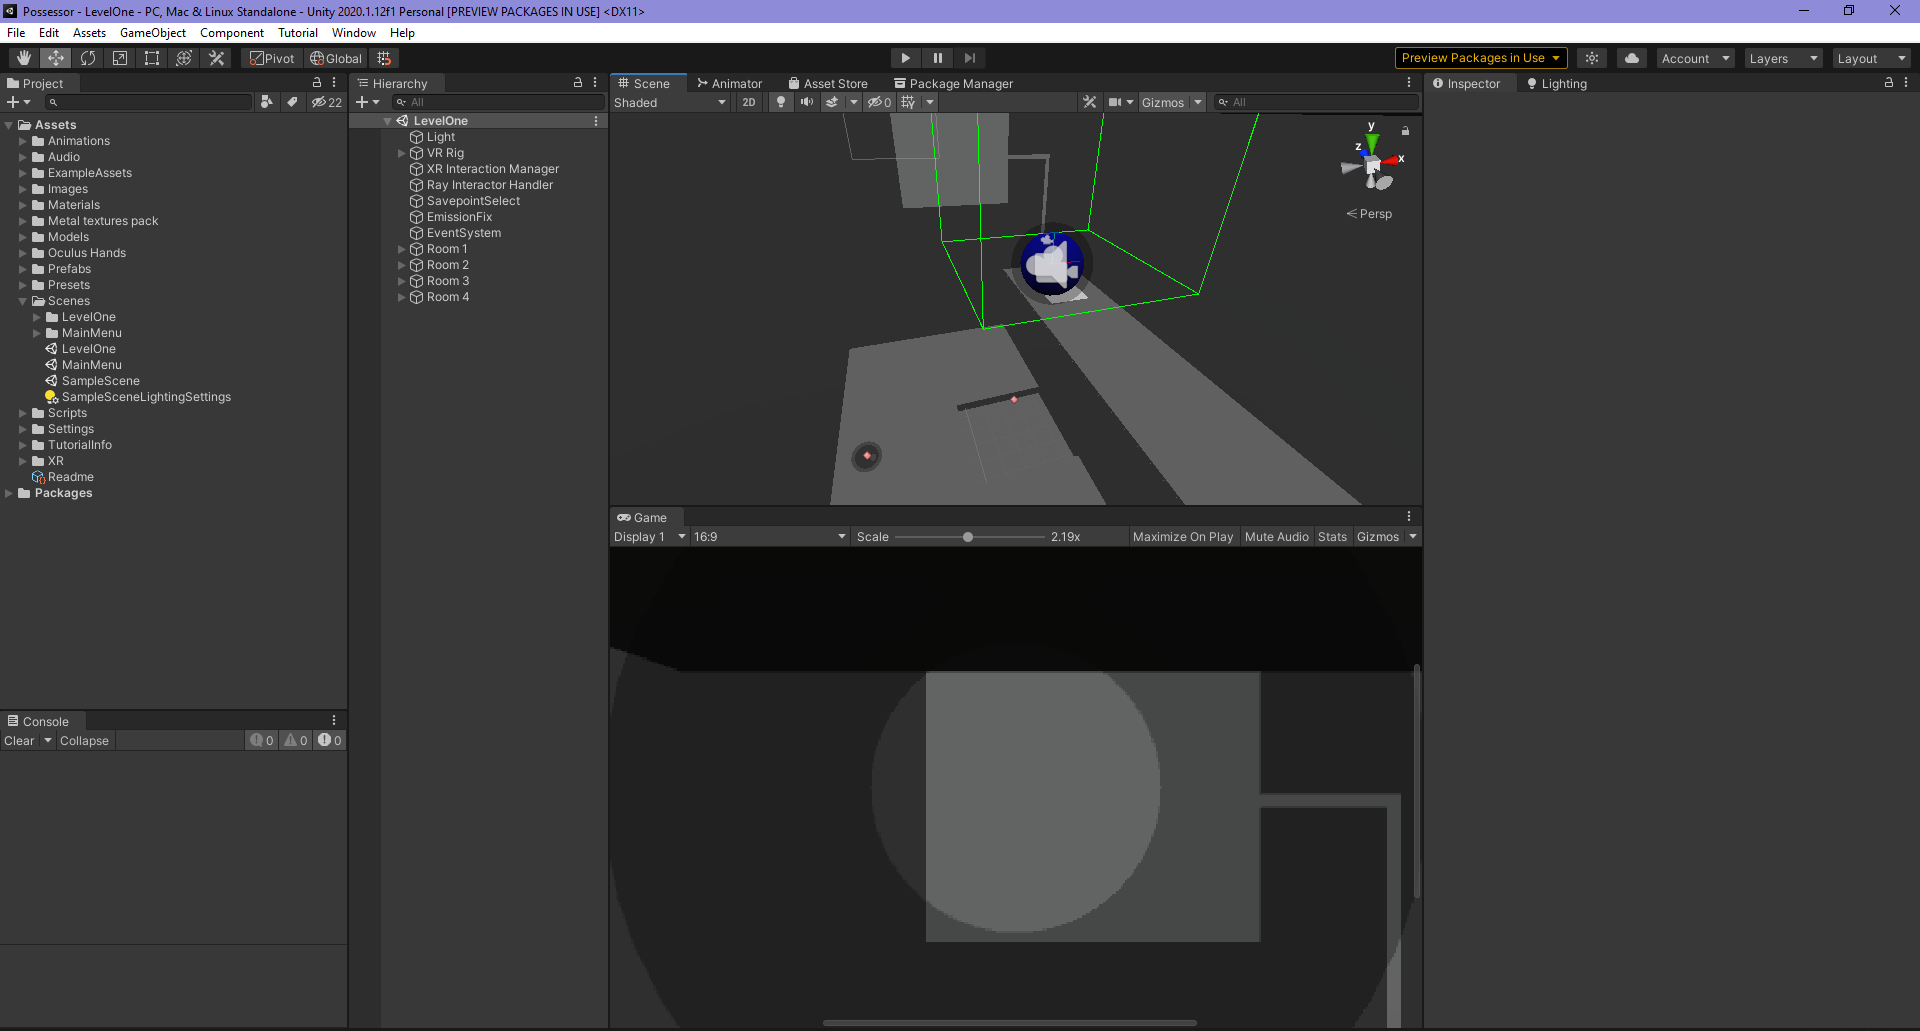 Possessor - LevelOne - PC, Mac & Linux Standalone - Unity 2020.1.12f1 Personal [PREVIEW PACKAGES IN USE] <DX11>
File Edit Assets GameObject Component Tutorial Window Help
Pivot Global Preview Packages in Use Account Layers Layout
Project
22
Assets
Animations
Audio
ExampleAssets
Images
Materials
Metal textures pack
Models
Oculus Hands
Prefabs
Presets
Scenes
LevelOne
MainMenu
LevelOne
MainMenu
SampleScene
SampleSceneLightingSettings
Scripts
Settings
TutorialInfo
XR
Readme
Packages
Console
Clear Collapse 0 0 0
Hierarchy
All
LevelOne
Light
VR Rig
XR Interaction Manager
Ray Interactor Handler
SavepointSelect
EmissionFix
EventSystem
Room 1
Room 2
Room 3
Room 4
Scene Animator Asset Store Package Manager
Shaded 2D 0 Gizmos All
y
z
x
Persp
Game
Display 1 16:9 Scale 2.19x Maximize On Play Mute Audio Stats Gizmos
Inspector Lighting